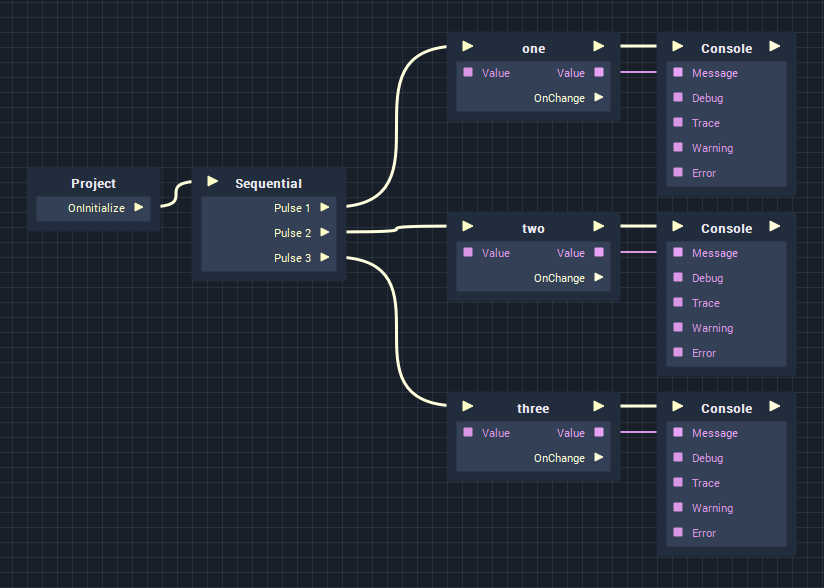 Project
OnInitialize
Sequential
Pulse 1
Pulse 2
Pulse 3
one
Value Value
OnChange
Console
Message
Debug
Trace
Warning
Error
two
Value Value
OnChange
Console
Message
Debug
Trace
Warning
Error
three
Value Value
OnChange
Console
Message
Debug
Trace
Warning
Error